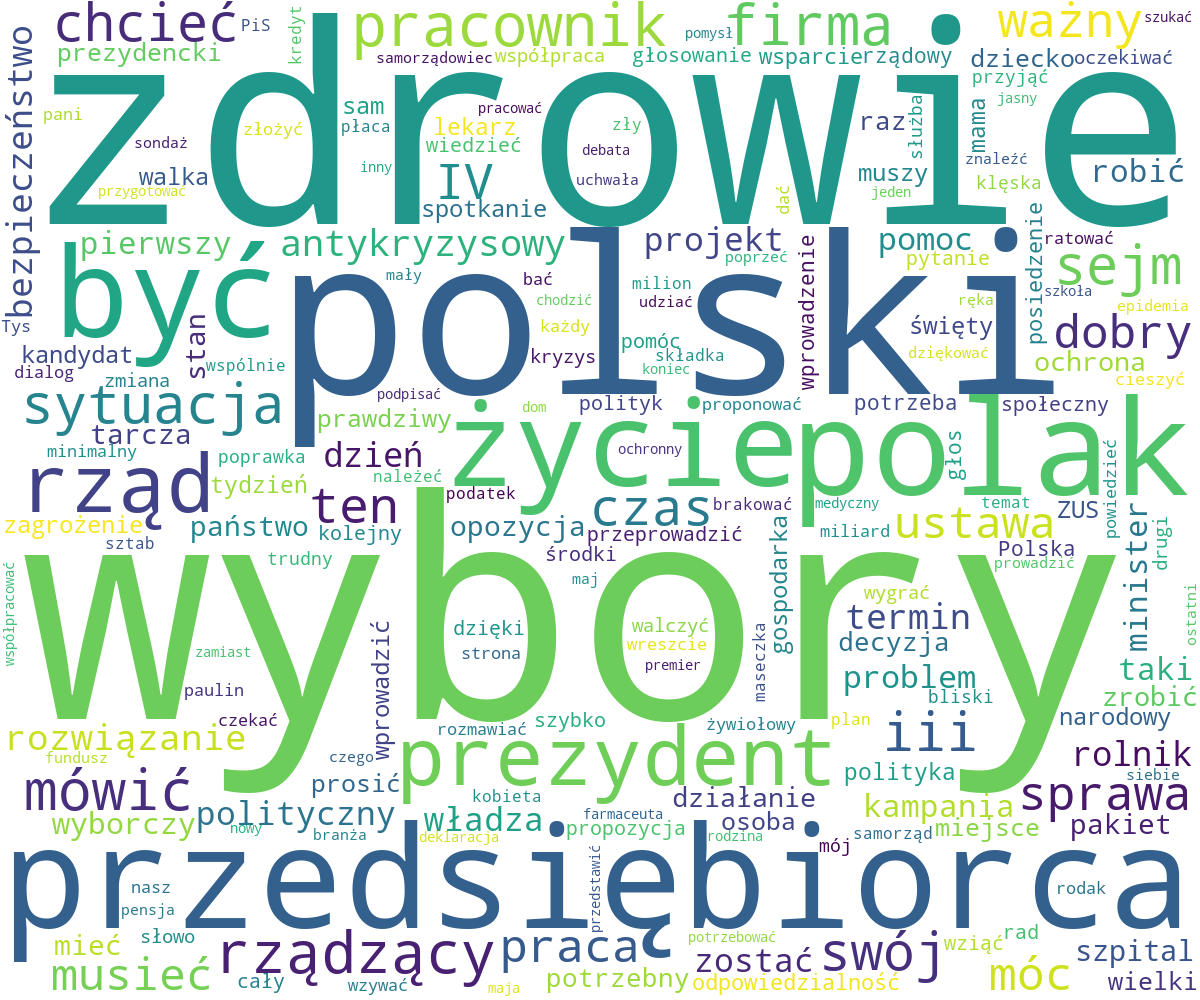 chcieć
PiS
kredyt
pracownik
firma
ważny
szukać
pomysł
prezydencki
samorządowiec
współpraca
głosowanie
wsparcie
rządowy
dziecko
oczekiwać
bezpieczeństwo
zdrowie
przyjąć
jasny
pani
sam
płaca
pracować
lekarz
zły
raz
służba
mama
złożyć
sondaż
wiedzieć
debata
znaleźć
walka
inny
IV
uchwała
muszy
robić
przygotować
dać
jeden
klęska
spotkanie
pierwszy
antykryzysowy
projekt
pomoc
posiedzenie
ratować
być
polski
poprzeć
pytanie
sejm
mały
bać
milion
wprowadzenie
szkoła
chodzić
udziać
ręka
epidemia
Tys
stan
każdy
święty
dobry
kandydat
pomóc
kryzys
składka
dziękować
ochrona
dialog
wspólnie
koniec
zmiana
cieszyć
sytuacja
podpisać
dom
polityk
proponować
potrzeba
społeczny
prawdziwy
tarcza
życie
polak
minimalny
poprawka
dzień
ochronny
głos
powiedzieć
rząd
należeć
tydzień
podatek
ten
czas
brakować
medyczny
temat
ZUS
zagrożenie
państwo
kolejny
opozycja
przeprowadzić
miliard
ustawa
minister
drugi
sztab
środki
Polska
trudny
maj
gospodarka
prowadzić
wybory
współpracować
wygrać
ostatni
dzięki
walczyć
termin
zamiast
strona
wreszcie
decyzja
premier
maseczka
taki
paulin
wprowadzić
problem
bliski
zrobić
czekać
szybko
rozmawiać
żywiołowy
plan
iii
narodowy
rozwiązanie
prezydent
fundusz
czego
rolnik
mówić
prosić
polityka
siebie
kobieta
działanie
sprawa
polityczny
farmaceuta
kampania
wyborczy
władza
propozycja
osoba
miejsce
pakiet
nowy
branża
deklaracja
rodzina
samorząd
mój
przedsiębiorca
przedstawić
nasz
rodak
pensja
słowo
potrzebować
rad
mieć
rządzący
praca
swój
wziąć
szpital
musieć
zostać
móc
cały
wzywać
maja
potrzebny
odpowiedzialność
wielki